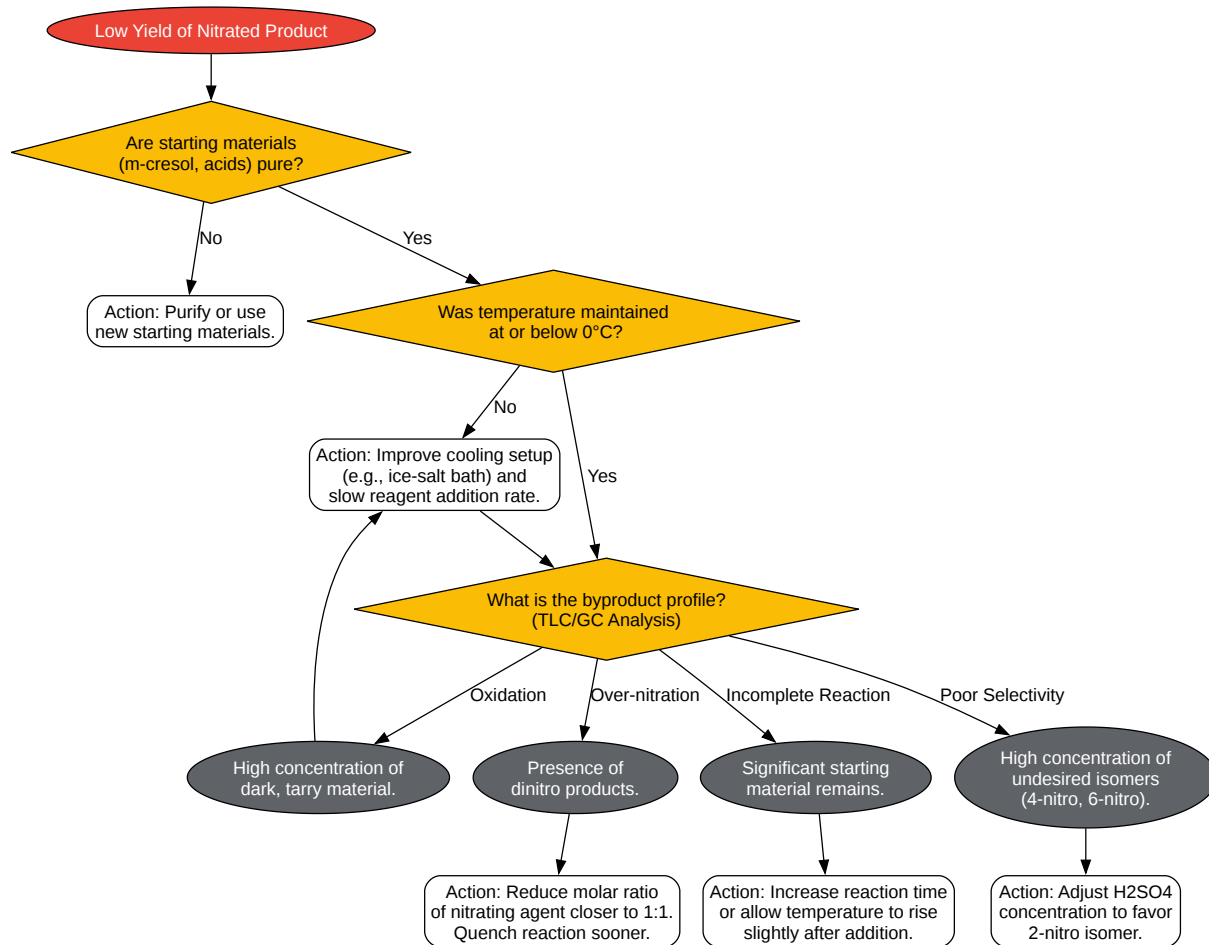 Low Yield of Nitrated Product
Are starting materials
(m-cresol, acids) pure?
No
Yes
Action: Purify or use
new starting materials.
Was temperature maintained
at or below 0°C?
No
Yes
Action: Improve cooling setup
(e.g., ice-salt bath) and
slow reagent addition rate.
What is the byproduct profile?
(TLC/GC Analysis)
Oxidation
Over-nitration
Incomplete Reaction
Poor Selectivity
High concentration of
dark, tarry material.
Presence of
dinitro products.
Significant starting
material remains.
High concentration of
undesired isomers
(4-nitro, 6-nitro).
Action: Reduce molar ratio
of nitrating agent closer to 1:1.
Quench reaction sooner.
Action: Increase reaction time
or allow temperature to rise
slightly after addition.
Action: Adjust H2SO4
concentration to favor
2-nitro isomer.